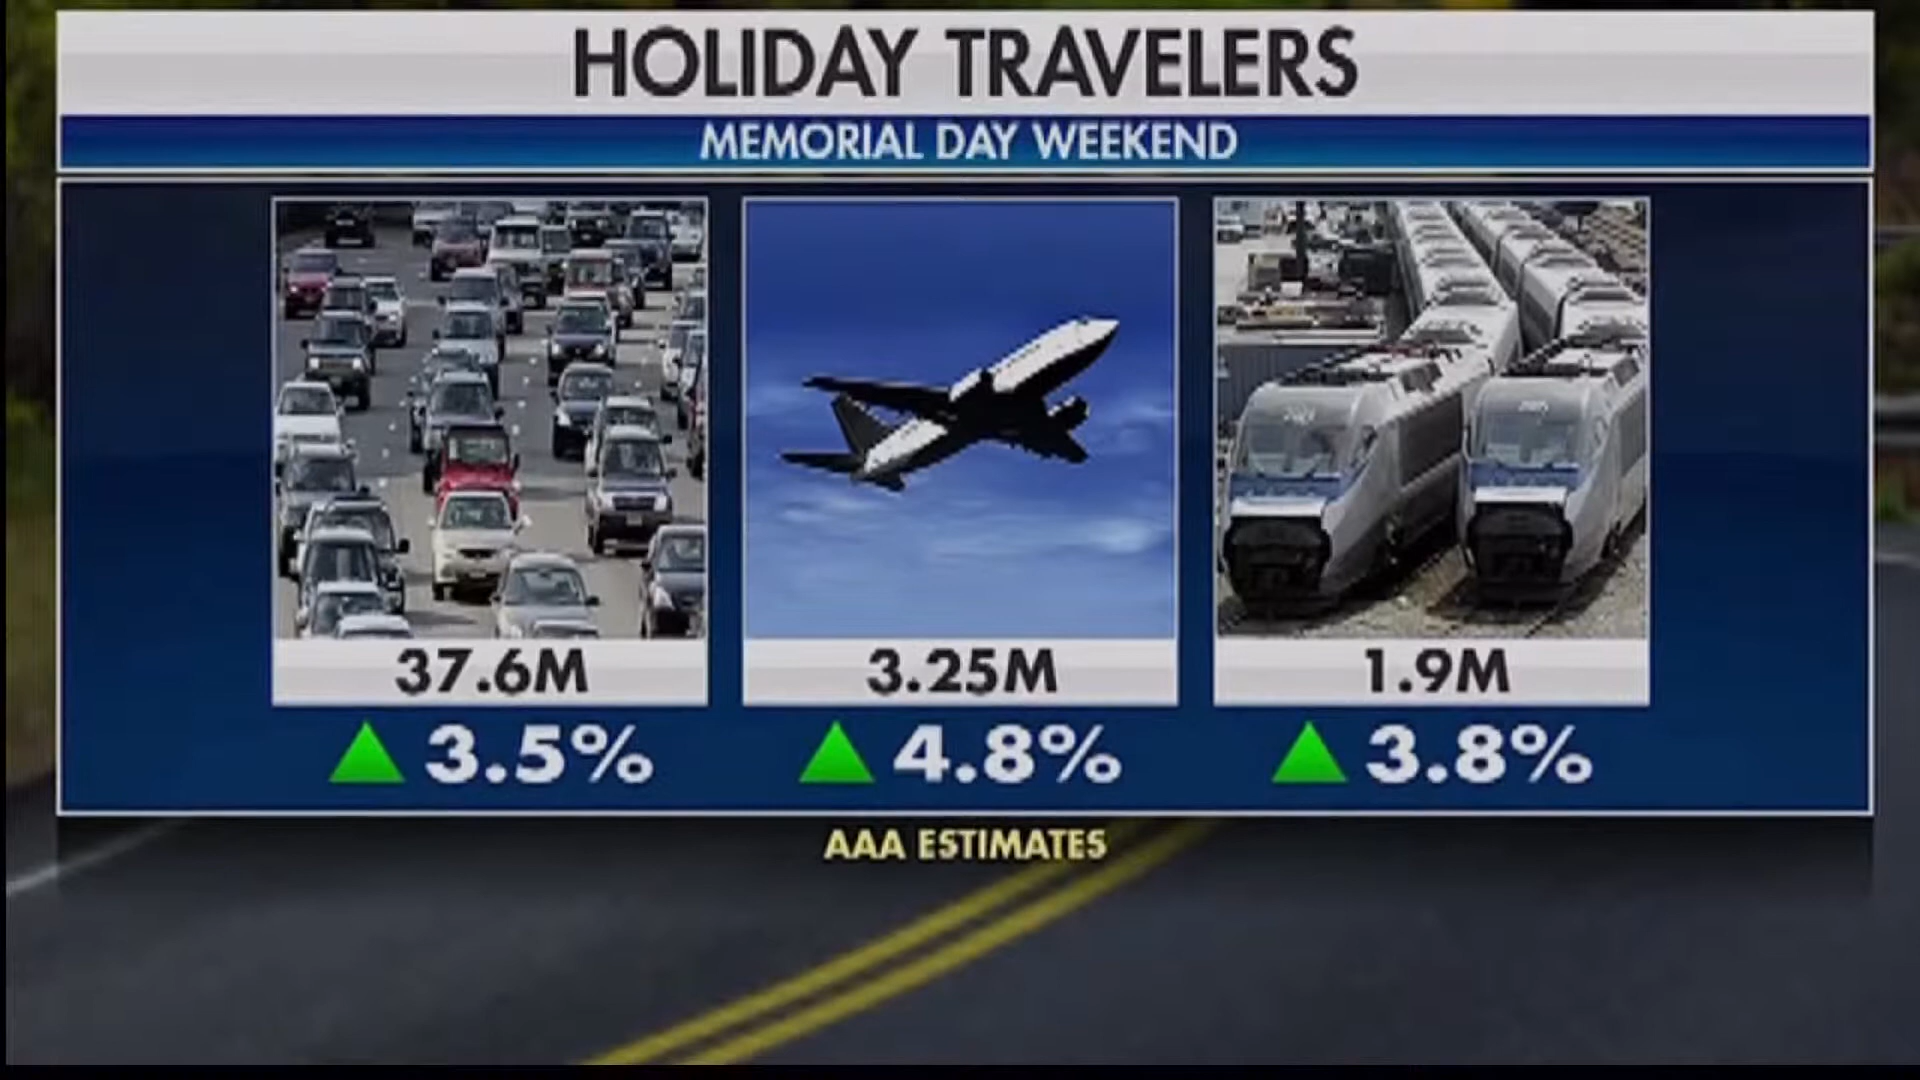 HOLIDAY TRAVELERS
MEMORIAL DAY WEEKEND
37.6M
3.25M
1.9M
3.5%
4.8%
3.8%
AAA ESTIMATES